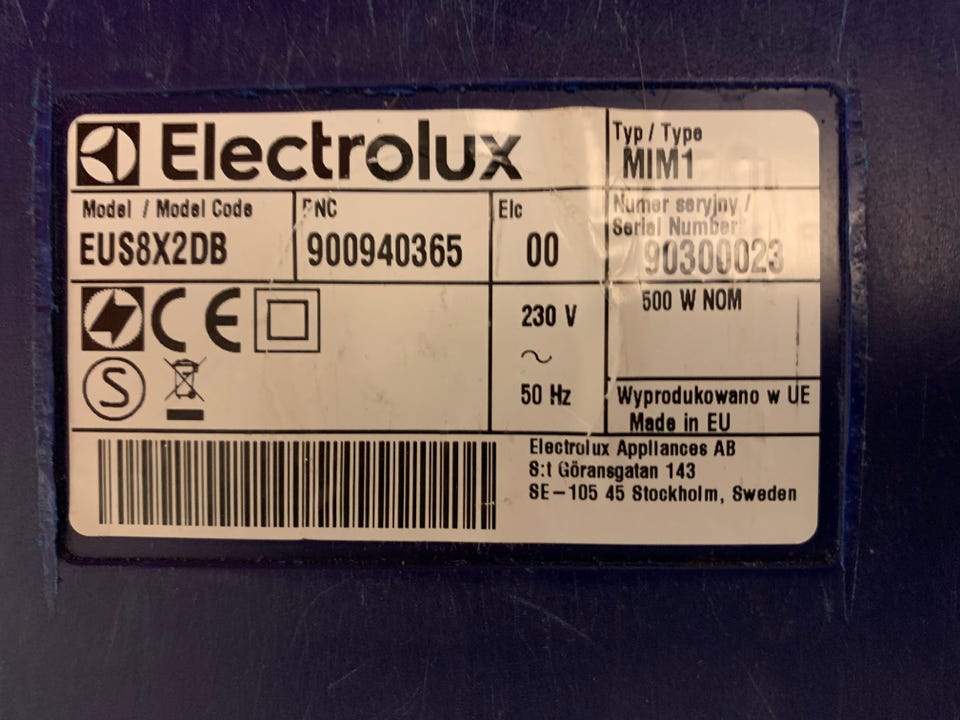 Electrolux
Typ / Type
MIM1
Model / Model Code
EUS8X2DB
PNC
900940365
Elc
00
Numer seryjny /
Serial Number
90300023
S
230 V
~
50 Hz
500 W NOM
Wyprodukowano w UE
Made in EU
Electrolux Appliances AB
S:t Göransgatan 143
SE-105 45 Stockholm, Sweden